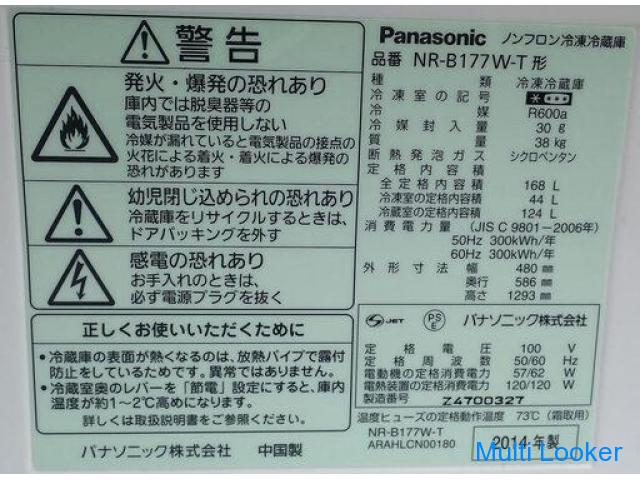 警告
発火・爆発の恐れあり
庫内では脱臭器等の
電気製品を使用しない
冷媒が漏れていると電気製品の接点の
火花による着火・着火による爆発の
恐れがあります
幼児閉じ込められの恐れあり
冷蔵庫をリサイクルするときは、
ドアパッキングを外す
感電の恐れあり
お手入れのときは、
必ず電源プラグを抜く
正しくお使いいただくために
・冷蔵庫の表面が熱くなるのは、放熱パイプで露付
防止をしているためです。異常ではありません。
・冷蔵室奥のレバーを「節電」設定にすると、庫内
温度が約1~2℃高めになります。
詳しくは取扱説明書をご参照ください。
パナソニック株式会社 中国製
Panasonic ノンフロン冷凍冷蔵庫
品番 NR-B177W-T形
種類 冷凍冷蔵庫
冷凍室の記号
冷媒 R600a
冷媒封入量 30g
質量 38kg
断熱発泡ガス シクロペンタン
定格内容積
全定格内容積 168 L
冷凍室の定格内容積 44 L
冷蔵室の定格内容積 124 L
消費電力量 (JIS C 9801-2006年)
50Hz 300kWh/年
60Hz 300kWh/年
外形寸法 幅 480 mm
奥行 586 mm
高さ 1293 mm
S JET PS E パナソニック株式会社
定格電圧 100 V
定格周波数 50/60 Hz
電動機の定格消費電力 57/62 W
電熱装置の定格消費電力 120/120 W
製造番号 Z4700327
温度ヒューズの定格動作温度 73℃ (霜取用)
NR-B177W-T
ARAHLCN00180
2014年製
Multi Looker